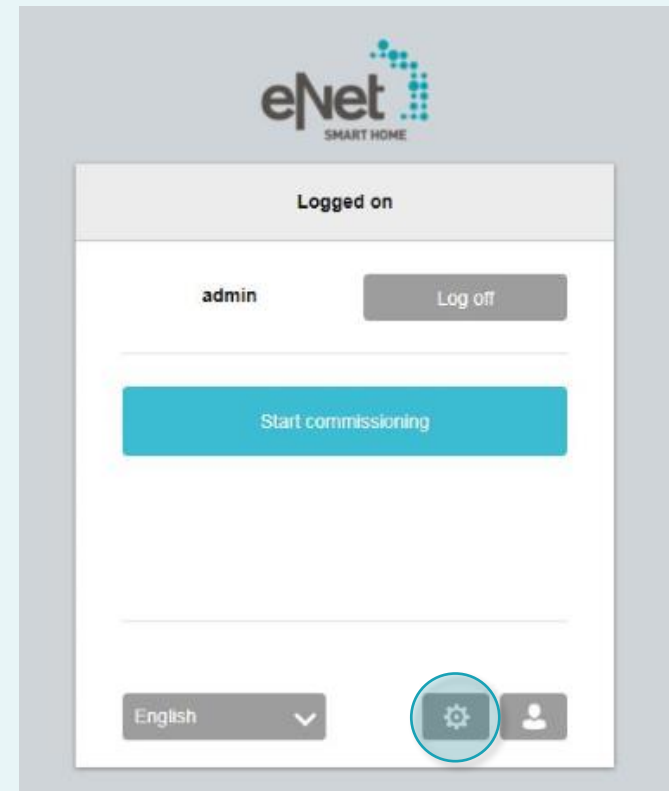 eNet
SMART HOME
Logged on
admin
Log off
Start commissioning
English